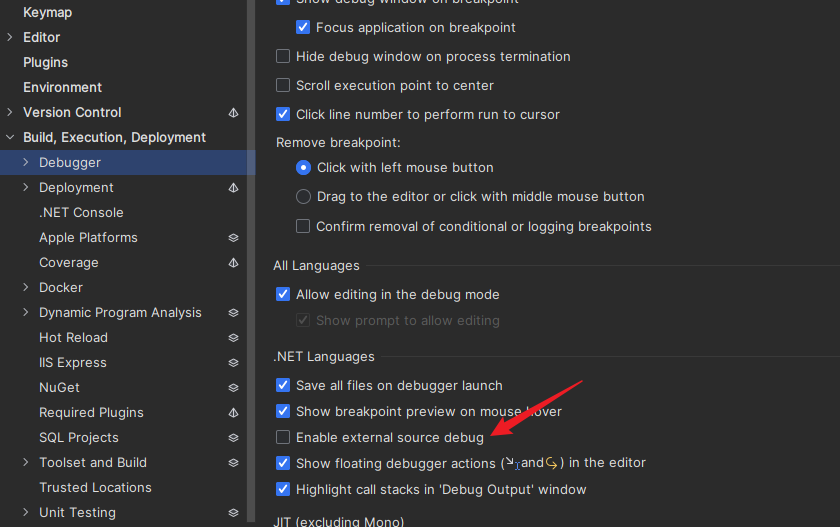 Keymap
Editor
Plugins
Environment
Version Control
Build, Execution, Deployment
Debugger
Deployment
.NET Console
Apple Platforms
Coverage
Docker
Dynamic Program Analysis
Hot Reload
IIS Express
NuGet
Required Plugins
SQL Projects
Toolset and Build
Trusted Locations
Unit Testing
Show debug window on breakpoint
Focus application on breakpoint
Hide debug window on process termination
Scroll execution point to center
Click line number to perform run to cursor
Remove breakpoint:
Click with left mouse button
Drag to the editor or click with middle mouse button
Confirm removal of conditional or logging breakpoints
All Languages
Allow editing in the debug mode
Show prompt to allow editing
.NET Languages
Save all files on debugger launch
Show breakpoint preview on mouse hover
Enable external source debug
Show floating debugger actions (and) in the editor
Highlight call stacks in 'Debug Output' window
JIT (excluding Mono)